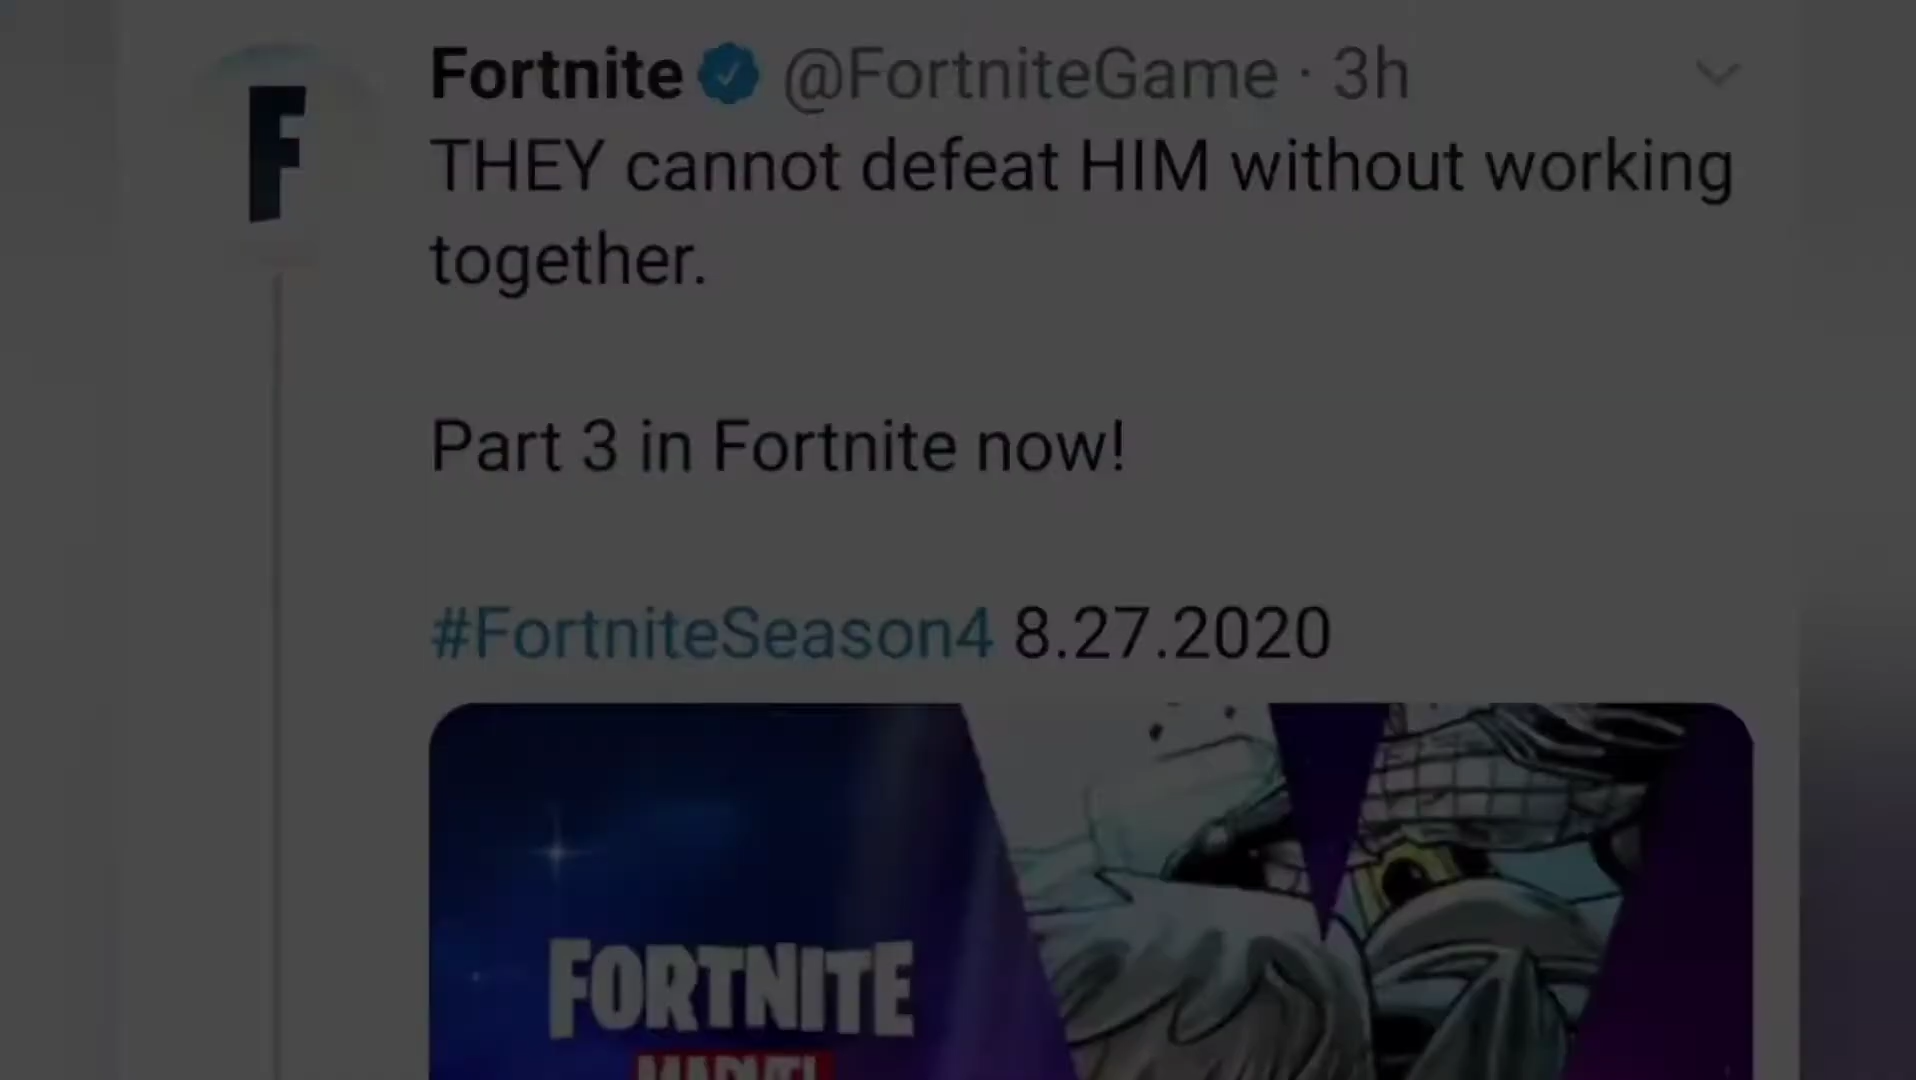 Fortnite @FortniteGame · 3h
THEY cannot defeat HIM without working
together.
Part 3 in Fortnite now!
#FortniteSeason4 8.27.2020
FORTNITE
MARVEL